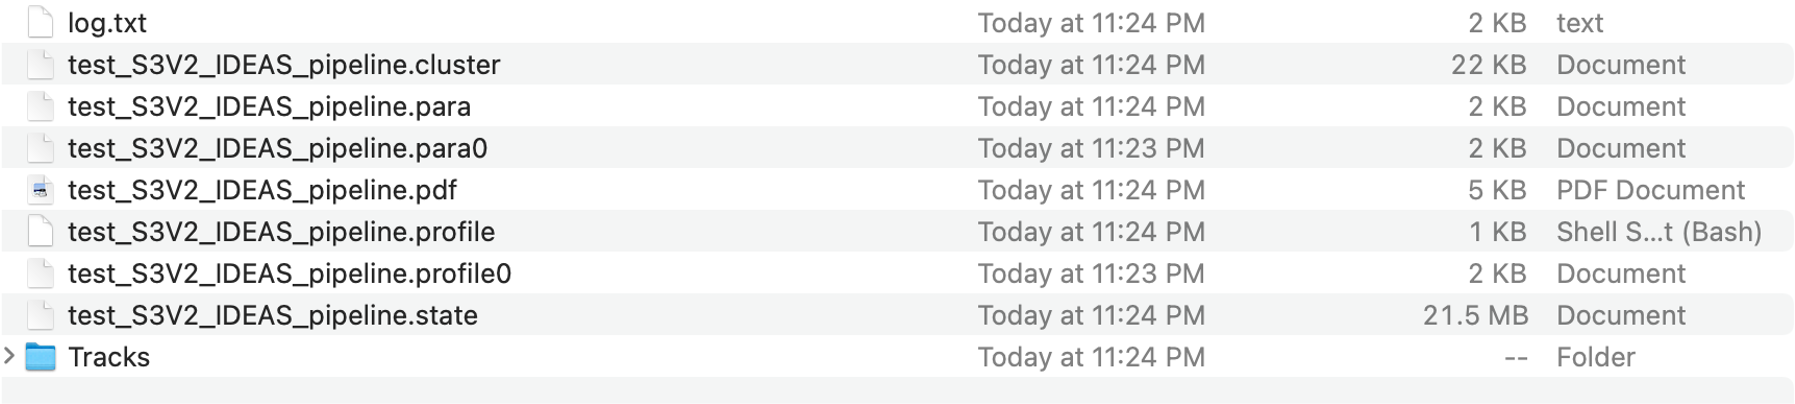 log.txt Today at 11:24 PM 2 KB text
test_S3V2_IDEAS_pipeline.cluster Today at 11:24 PM 22 KB Document
test_S3V2_IDEAS_pipeline.para Today at 11:24 PM 2 KB Document
test_S3V2_IDEAS_pipeline.para0 Today at 11:23 PM 2 KB Document
test_S3V2_IDEAS_pipeline.pdf Today at 11:24 PM 5 KB PDF Document
test_S3V2_IDEAS_pipeline.profile Today at 11:24 PM 1 KB Shell S...t (Bash)
test_S3V2_IDEAS_pipeline.profile0 Today at 11:23 PM 2 KB Document
test_S3V2_IDEAS_pipeline.state Today at 11:24 PM 21.5 MB Document
Tracks Today at 11:24 PM -- Folder